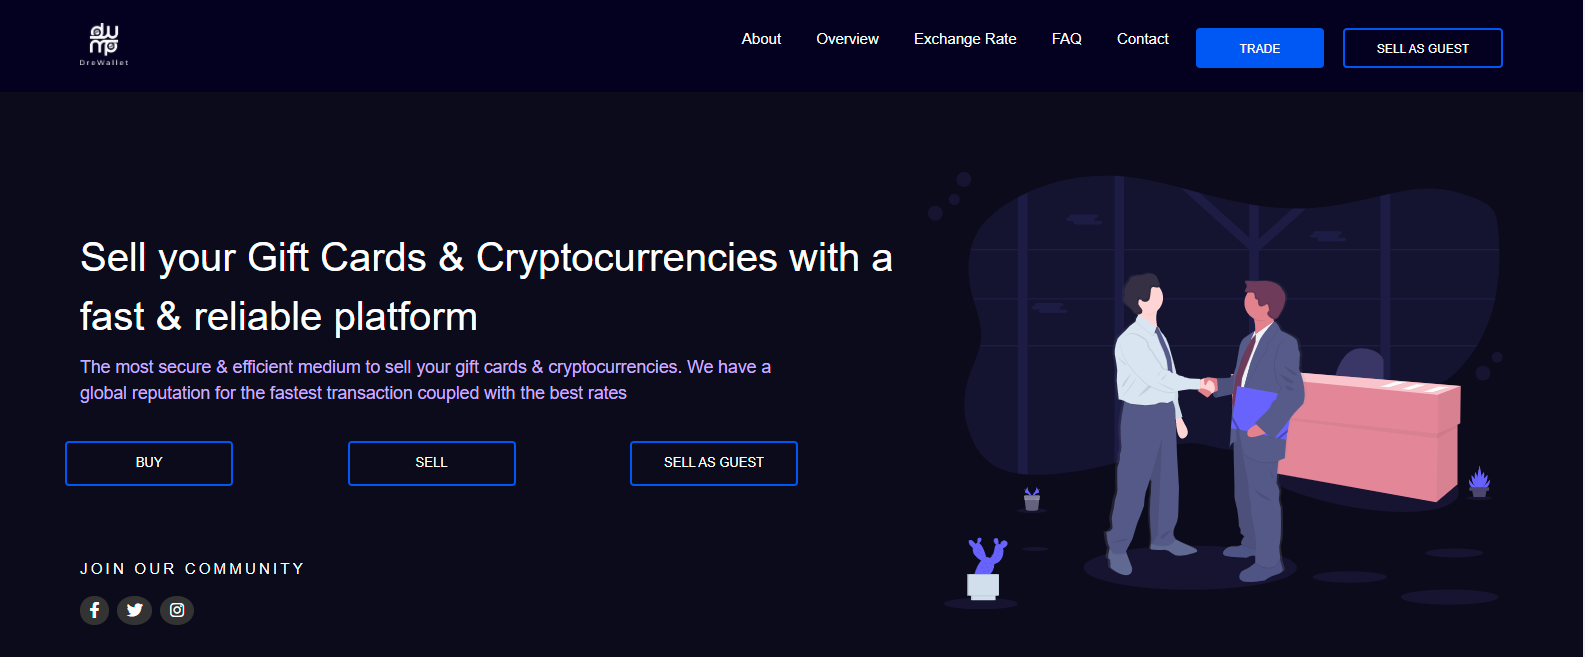 DreWallet
About Overview Exchange Rate FAQ Contact TRADE SELL AS GUEST
Sell your Gift Cards & Cryptocurrencies with a
fast & reliable platform
The most secure & efficient medium to sell your gift cards & cryptocurrencies. We have a
global reputation for the fastest transaction coupled with the best rates
BUY SELL SELL AS GUEST
JOIN OUR COMMUNITY